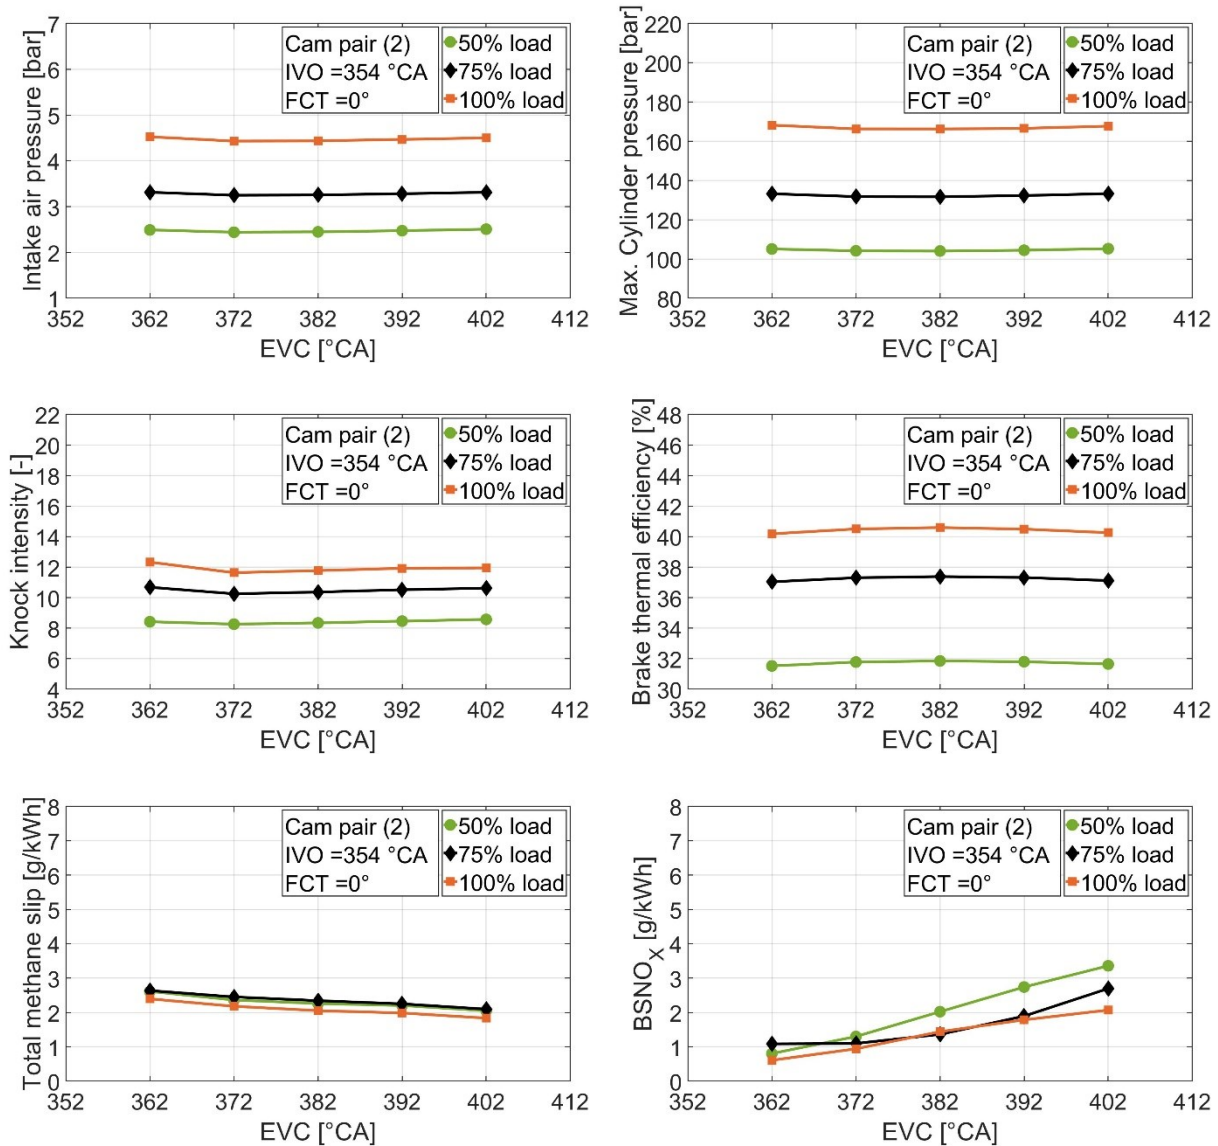 Intake air pressure [bar]
7
6
5
4
3
2
1
Cam pair (2)
IVO =354 °CA
FCT =0°
50% load
75% load
100% load
352 362 372 382 392 402 412
EVC [°CA]
Max. Cylinder pressure [bar]
220
200
180
160
140
120
100
80
Cam pair (2)
IVO =354 °CA
FCT =0°
50% load
75% load
100% load
352 362 372 382 392 402 412
EVC [°CA]
Knock intensity [-]
22
20
18
16
14
12
10
8
6
4
Cam pair (2)
IVO =354 °CA
FCT =0°
50% load
75% load
100% load
352 362 372 382 392 402 412
EVC [°CA]
Brake thermal efficiency [%]
48
46
44
42
40
38
36
34
32
30
Cam pair (2)
IVO =354 °CA
FCT =0°
50% load
75% load
100% load
352 362 372 382 392 402 412
EVC [°CA]
Total methane slip [g/kWh]
8
7
6
5
4
3
2
1
0
Cam pair (2)
IVO =354 °CA
FCT =0°
50% load
75% load
100% load
352 362 372 382 392 402 412
EVC [°CA]
BSNOX [g/kWh]
8
7
6
5
4
3
2
1
0
Cam pair (2)
IVO =354 °CA
FCT =0°
50% load
75% load
100% load
352 362 372 382 392 402 412
EVC [°CA]